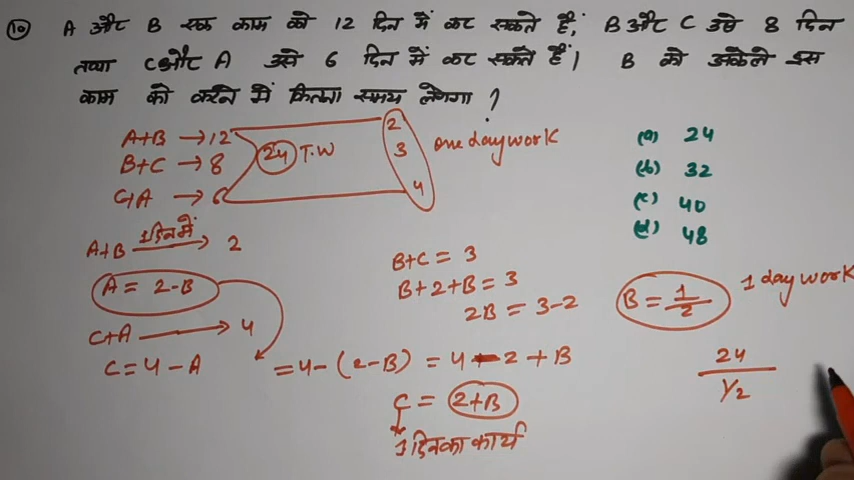 (10) A और B एक काम को 12 दिन में कर सकते हैं; B और C उसे 8 दिन
तथा C और A उसे 6 दिन में कर सकते हैं। B को अकेले इस
काम को करने में कितना समय लगेगा ?
A+B → 12
B+C → 8
C+A → 6
24 T.W
2
3
4
one day work
(a) 24
(b) 32
(c) 40
(d) 48
A+B 1 दिन में → 2
A = 2-B
C+A → 4
C = 4 - A = 4 - (2-B) = 4 - 2 + B
C = 2+B
1 दिन का कार्य
B+C = 3
B+2+B = 3
2B = 3-2
B = 1/2 1 day work
24
1/2